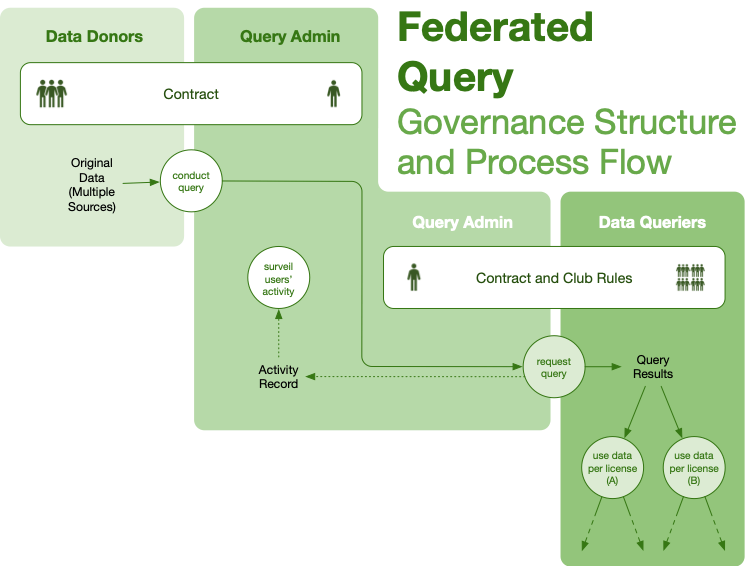 Federated
Query
Governance Structure
and Process Flow
Data Donors
Query Admin
Contract
Original
Data
(Multiple
Sources)
conduct
query
surveil
users'
activity
Activity
Record
Query Admin
Data Queriers
Contract and Club Rules
request
query
Query
Results
use data
per license
(A)
use data
per license
(B)